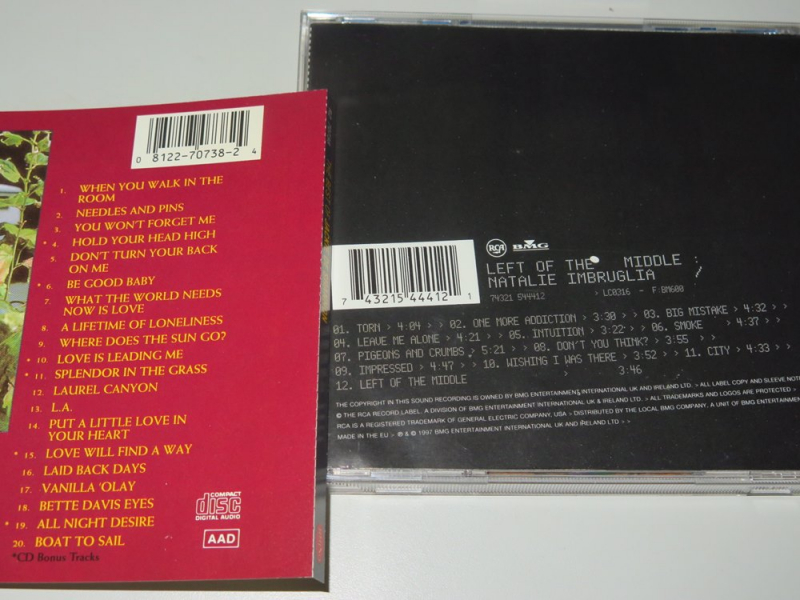 0 8122-70738-2 4
1. WHEN YOU WALK IN THE
ROOM
2. NEEDLES AND PINS
3. YOU WON'T FORGET ME
* 4. HOLD YOUR HEAD HIGH
5. DON'T TURN YOUR BACK
ON ME
* 6. BE GOOD BABY
7. WHAT THE WORLD NEEDS
NOW IS LOVE
8. A LIFETIME OF LONELINESS
9. WHERE DOES THE SUN GO?
* 10. LOVE IS LEADING ME
* 11. SPLENDOR IN THE GRASS
12. LAUREL CANYON
13. L.A.
14. PUT A LITTLE LOVE IN
YOUR HEART
* 15. LOVE WILL FIND A WAY
16. LAID BACK DAYS
17. VANILLA 'OLAY
18. BETTE DAVIS EYES
* 19. ALL NIGHT DESIRE
20. BOAT TO SAIL
*CD Bonus Tracks
COMPACT
disc
DIGITAL AUDIO
AAD
RCA BMG
LEFT OF THE MIDDLE :
NATALIE IMBRUGLIA
7 43215 44412 1
74321 544412 > LC0316 - F:BM600
01. TORN > 4:04 > > 02. ONE MORE ADDICTION > 3:30 > > 03. BIG MISTAKE > 4:32 > >
04. LEAVE ME ALONE > 4:21 > > 05. INTUITION > 3:22 > > 06. SMOKE > 4:37 > >
07. PIGEONS AND CRUMBS > 5:21 > > 08. DON'T YOU THINK? > 3:55 > >
09. IMPRESSED > 4:47 > > 10. WISHING I WAS THERE > 3:52 > > 11. CITY > 4:33 > >
12. LEFT OF THE MIDDLE > 3:46
THE COPYRIGHT IN THIS SOUND RECORDING IS OWNED BY BMG ENTERTAINMENT INTERNATIONAL UK AND IRELAND LTD. > ALL LABEL COPY AND SLEEVE
© THE RCA RECORD LABEL. A DIVISION OF BMG ENTERTAINMENT INTERNATIONAL UK & IRELAND LTD. > ALL TRADEMARKS AND LOGOS ARE PROTECTED >
RCA IS A REGISTERED TRADEMARK OF GENERAL ELECTRIC COMPANY, USA > DISTRIBUTED BY THE LOCAL BMG COMPANY, A UNIT OF BMG
MADE IN THE EU > ℗ & © 1997 BMG ENTERTAINMENT INTERNATIONAL UK AND IRELAND LTD > >